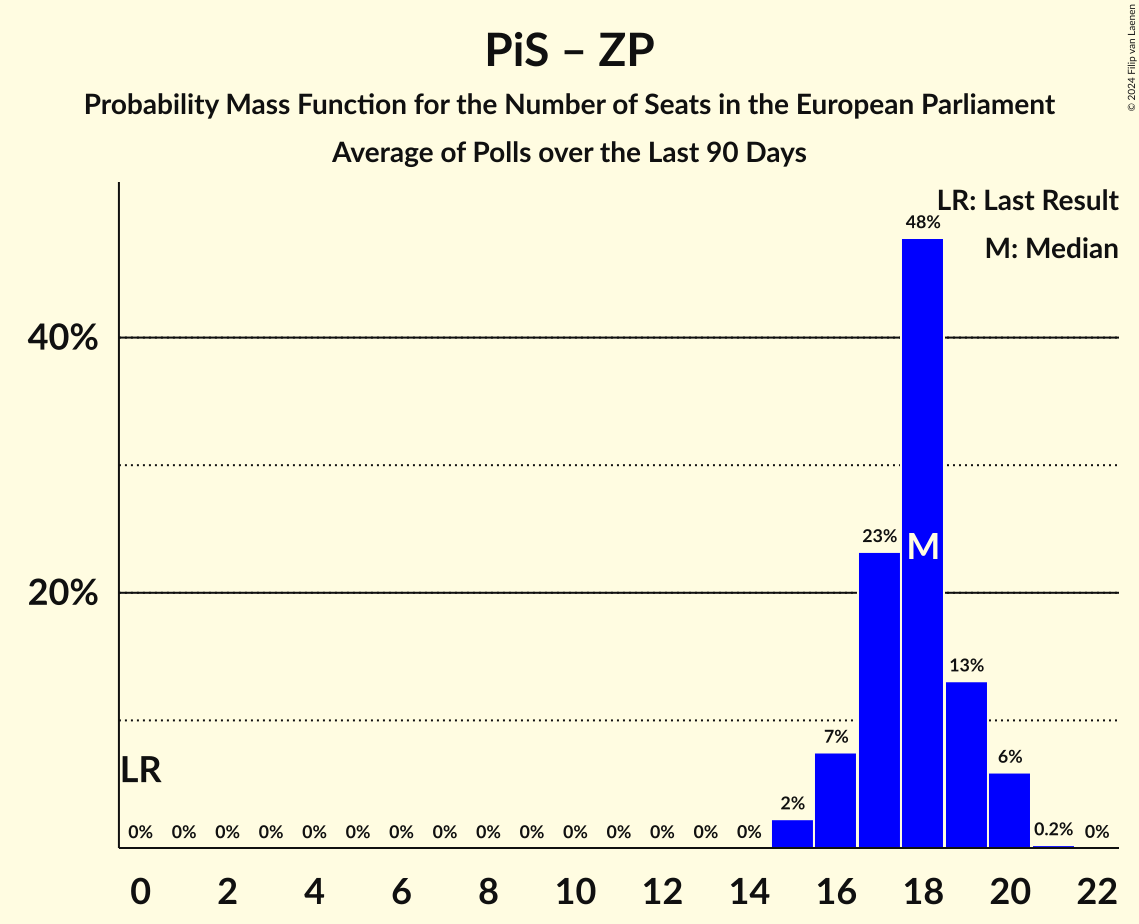 PiS – ZP
Probability Mass Function for the Number of Seats in the European Parliament
Average of Polls over the Last 90 Days
© 2024 Filip van Laenen
LR: Last Result
M: Median
48%
40%
23%
M
20%
13%
7%
6%
LR
2%
0% 0% 0% 0% 0% 0% 0% 0% 0% 0% 0% 0% 0% 0% 0% 0.2% 0%
0 2 4 6 8 10 12 14 16 18 20 22